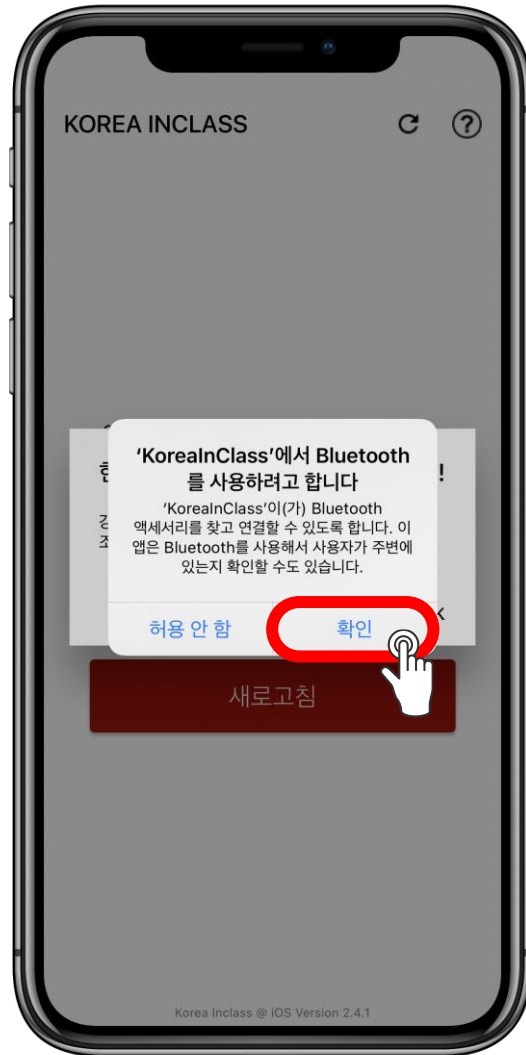 KOREA INCLASS
'KoreaInClass'에서 Bluetooth
를 사용하려고 합니다
'KoreaInClass'이(가) Bluetooth
액세서리를 찾고 연결할 수 있도록 합니다. 이
앱은 Bluetooth를 사용해서 사용자가 주변에
있는지 확인할 수도 있습니다.
허용 안 함 확인
새로고침
Korea Inclass @ iOS Version 2.4.1